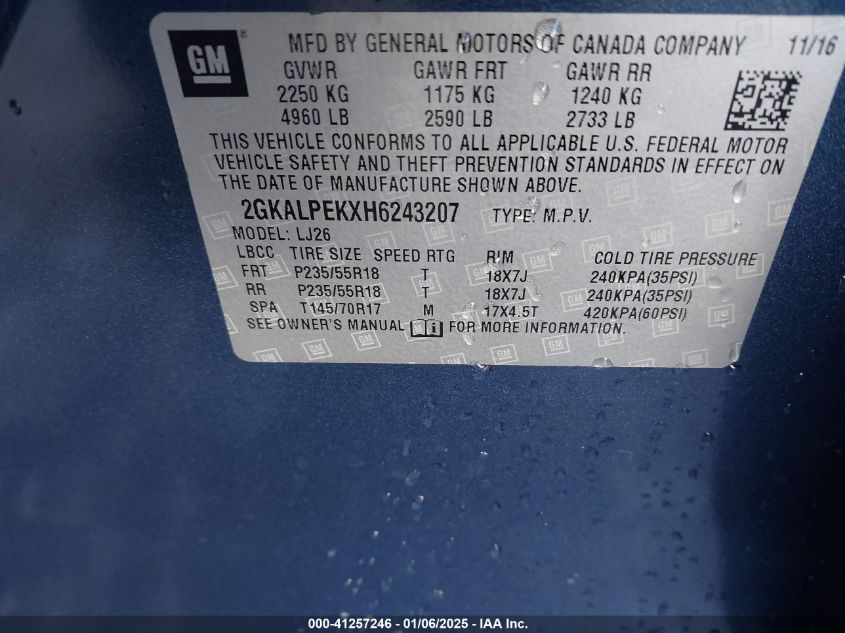 GM
MFD BY GENERAL MOTORS OF CANADA COMPANY 11/16
GVWR GAWR FRT GAWR RR
2250 KG 1175 KG 1240 KG
4960 LB 2590 LB 2733 LB
THIS VEHICLE CONFORMS TO ALL APPLICABLE U.S. FEDERAL MOTOR
VEHICLE SAFETY AND THEFT PREVENTION STANDARDS IN EFFECT ON
THE DATE OF MANUFACTURE SHOWN ABOVE.
2GKALPEKXH6243207 TYPE: M.P.V.
MODEL: LJ26
LBCC TIRE SIZE SPEED RTG RIM COLD TIRE PRESSURE
FRT P235/55R18 T 18X7J 240KPA(35PSI)
RR P235/55R18 T 18X7J 240KPA(35PSI)
SPA T145/70R17 M 17X4.5T 420KPA(60PSI)
SEE OWNER'S MANUAL FOR MORE INFORMATION.
000-41257246 - 01/06/2025 - IAA Inc.